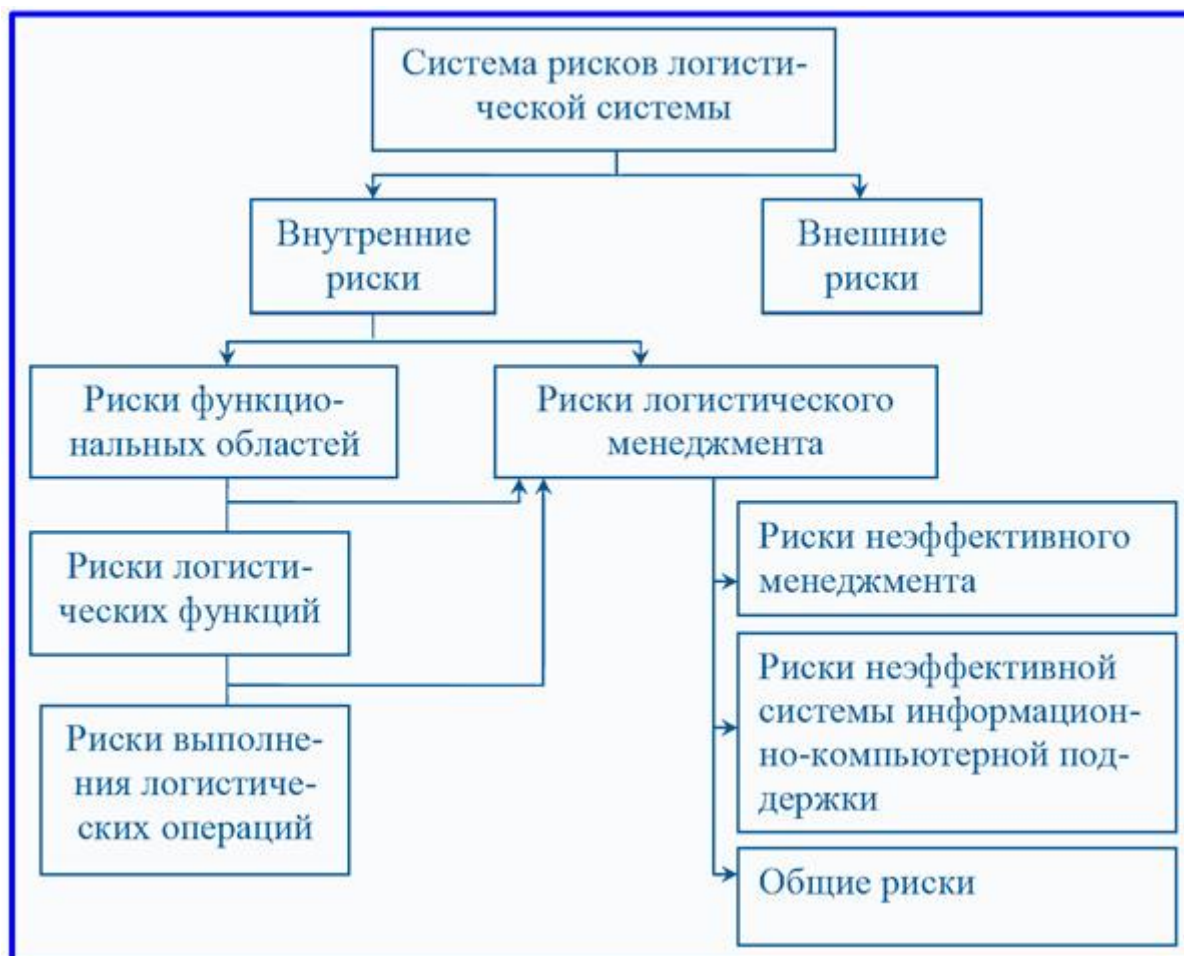 Система рисков логисти-
ческой системы
Внутренние
риски
Внешние
риски
Риски функцио-
нальных областей
Риски логистического
менеджмента
Риски логисти-
ческих функций
Риски выполне-
ния логистиче-
ских операций
Риски неэффективного
менеджмента
Риски неэффективной
системы информацион-
но-компьютерной под-
держки
Общие риски